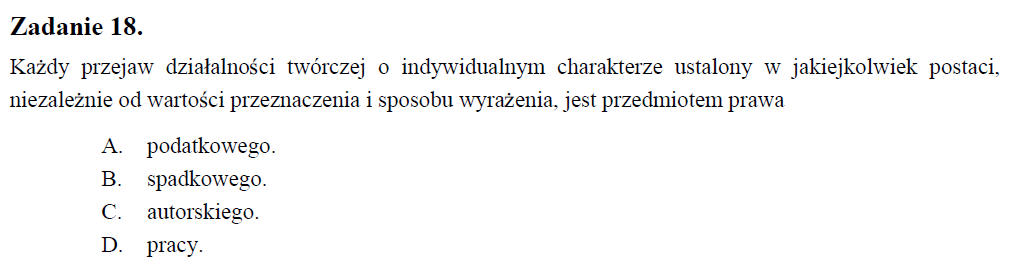 Zadanie 18.
Każdy przejaw działalności twórczej o indywidualnym charakterze ustalony w jakiejkolwiek postaci,
niezależnie od wartości przeznaczenia i sposobu wyrażenia, jest przedmiotem prawa
A. podatkowego.
B. spadkowego.
C. autorskiego.
D. pracy.